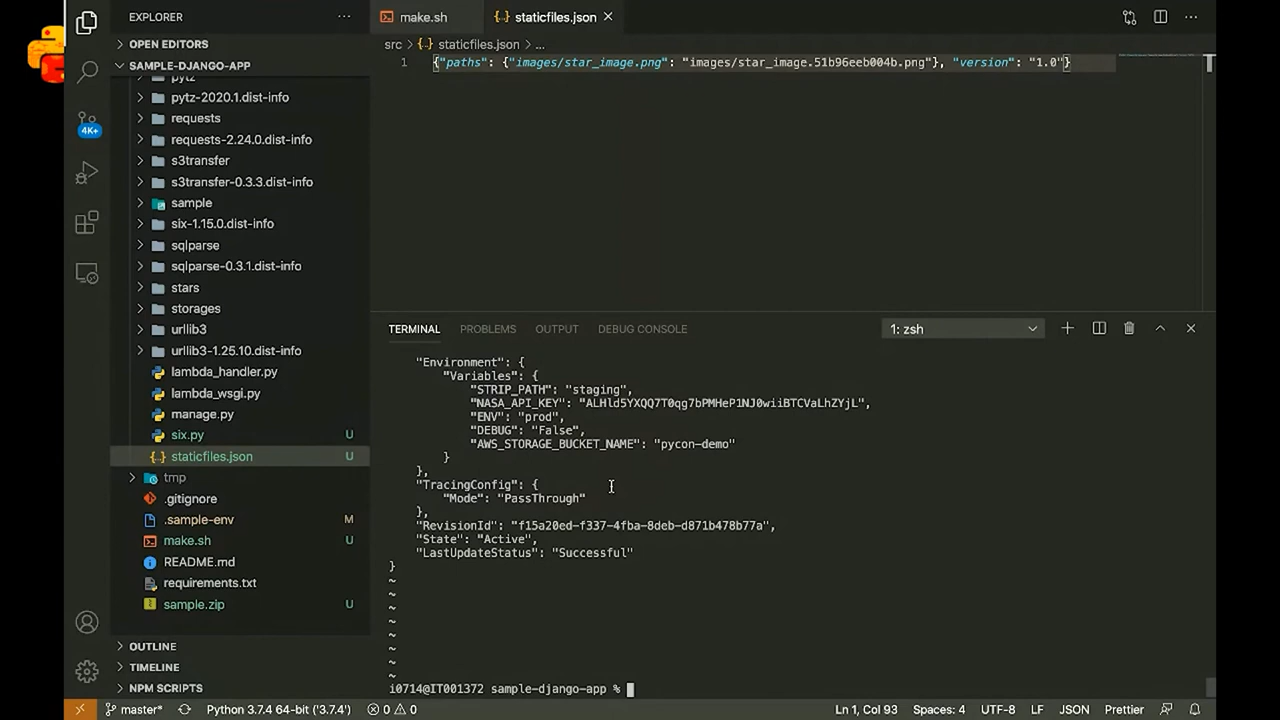 EXPLORER
make.sh
staticfiles.json
OPEN EDITORS
src > staticfiles.json > ...
SAMPLE-DJANGO-APP
1 {"paths": {"images/star_image.png": "images/star_image.51b96eeb004b.png"}, "version": "1.0"}
pytz
pytz-2020.1.dist-info
requests
4K+
requests-2.24.0.dist-info
s3transfer
s3transfer-0.3.3.dist-info
sample
six-1.15.0.dist-info
sqlparse
sqlparse-0.3.1.dist-info
stars
storages
urllib3
urllib3-1.25.10.dist-info
lambda_handler.py
lambda_wsgi.py
manage.py
six.py U
staticfiles.json U
tmp
.gitignore
.sample-env M
make.sh U
README.md
requirements.txt
sample.zip U
OUTLINE
TIMELINE
NPM SCRIPTS
TERMINAL PROBLEMS OUTPUT DEBUG CONSOLE 1: zsh
"Environment": {
"Variables": {
"STRIP_PATH": "staging",
"NASA_API_KEY": "ALHld5YXQQ7T0qg7bPMHeP1NJ0wiiBTCVaLhZYjL",
"ENV": "prod",
"DEBUG": "False",
"AWS_STORAGE_BUCKET_NAME": "pycon-demo"
}
},
"TracingConfig": {
"Mode": "PassThrough"
},
"RevisionId": "f15a20ed-f337-4fba-8deb-d871b478b77a",
"State": "Active",
"LastUpdateStatus": "Successful"
}
~
~
~
~
~
~
~
~
i0714@IT001372 sample-django-app %
master* Python 3.7.4 ('3.7.4') 0 0 Ln 1, Col 93 Spaces: 4 UTF-8 LF JSON Prettier